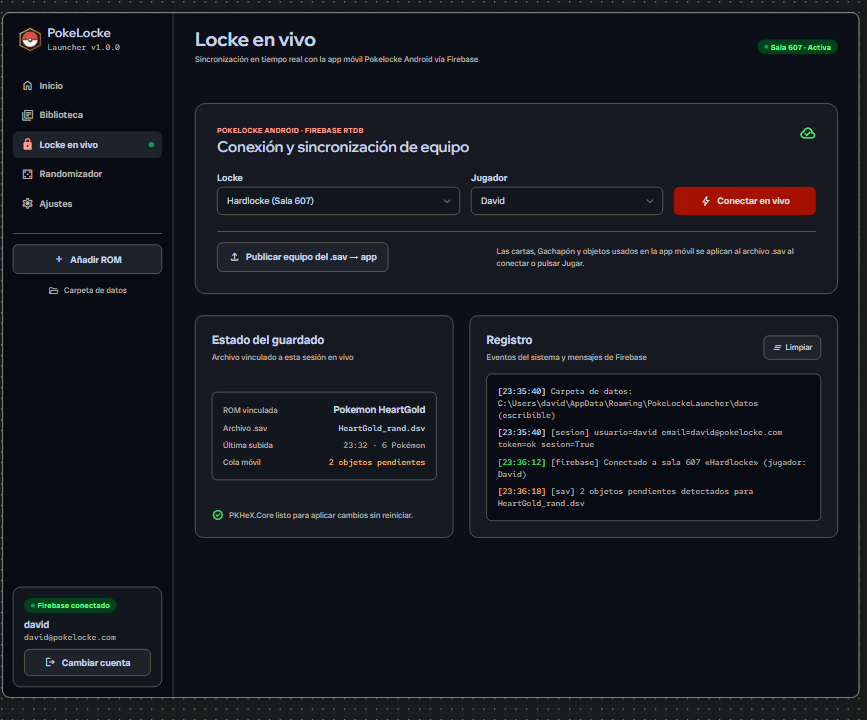 PokeLocke
Launcher v1.0.0
Inicio
Biblioteca
Locke en vivo
Randomizador
Ajustes
+ Añadir ROM
Carpeta de datos
Firebase conectado
david
david@pokelocke.com
Cambiar cuenta
Locke en vivo
Sincronización en tiempo real con la app móvil Pokelocke Android vía Firebase
Sala 607 · Activa
POKELOCKE ANDROID · FIREBASE RTDB
Conexión y sincronización de equipo
Locke
Hardlocke (Sala 607)
Jugador
David
Conectar en vivo
Publicar equipo del .sav → app
Las cartas, Gachapón y objetos usados en la app móvil se aplican al archivo .sav al
conectar o pulsar Jugar.
Estado del guardado
Archivo vinculado a esta sesión en vivo
ROM vinculada Pokemon HeartGold
Archivo .sav HeartGold_rand.dsv
Última subida 23:32 · 6 Pokémon
Cola móvil 2 objetos pendientes
PKHeX.Core listo para aplicar cambios sin reiniciar.
Registro
Eventos del sistema y mensajes de Firebase
Limpiar
[23:35:40] Carpeta de datos:
C:\Users\david\AppData\Roaming\PokeLockeLauncher\datos
(escribible)
[23:35:40] [sesion] usuario=david email=david@pokelocke.com
token=ok sesion=True
[23:36:12] [firebase] Conectado a sala 607 «Hardlocke» (jugador:
David)
[23:36:18] [sav] 2 objetos pendientes detectados para
HeartGold_rand.dsv